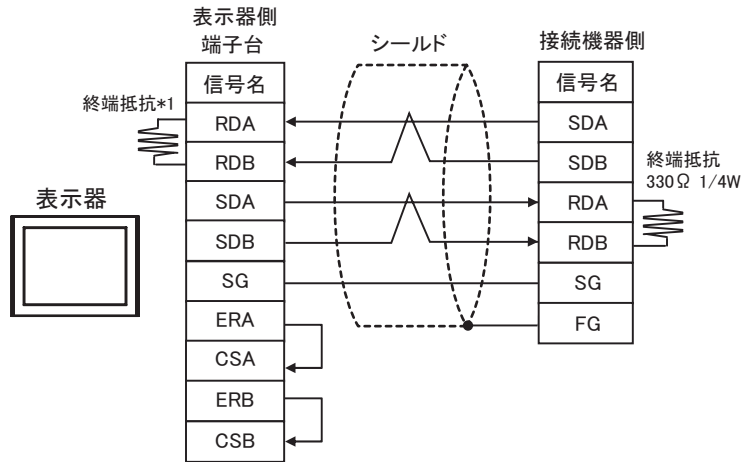 表示器側
端子台
シールド
接続機器側
信号名
信号名
終端抵抗*1
RDA
SDA
RDB
SDB
終端抵抗
330Ω 1/4W
表示器
SDA
RDA
SDB
RDB
SG
SG
ERA
FG
CSA
ERB
CSB